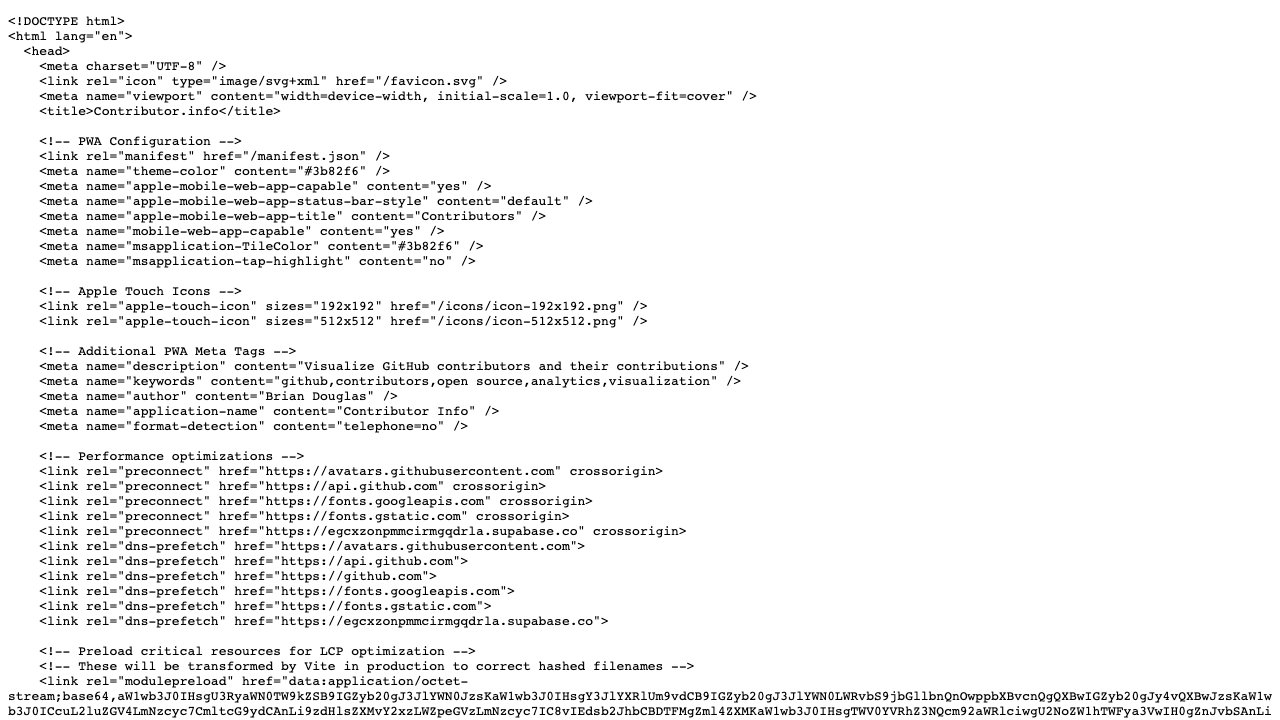 <!DOCTYPE html>
<html lang="en">
  <head>
    <meta charset="UTF-8" />
    <link rel="icon" type="image/svg+xml" href="/favicon.svg" />
    <meta name="viewport" content="width=device-width, initial-scale=1.0, viewport-fit=cover" />
    <title>Contributor.info</title>

    <!-- PWA Configuration -->
    <link rel="manifest" href="/manifest.json" />
    <meta name="theme-color" content="#3b82f6" />
    <meta name="apple-mobile-web-app-capable" content="yes" />
    <meta name="apple-mobile-web-app-status-bar-style" content="default" />
    <meta name="apple-mobile-web-app-title" content="Contributors" />
    <meta name="mobile-web-app-capable" content="yes" />
    <meta name="msapplication-TileColor" content="#3b82f6" />
    <meta name="msapplication-tap-highlight" content="no" />

    <!-- Apple Touch Icons -->
    <link rel="apple-touch-icon" sizes="192x192" href="/icons/icon-192x192.png" />
    <link rel="apple-touch-icon" sizes="512x512" href="/icons/icon-512x512.png" />

    <!-- Additional PWA Meta Tags -->
    <meta name="description" content="Visualize GitHub contributors and their contributions" />
    <meta name="keywords" content="github,contributors,open source,analytics,visualization" />
    <meta name="author" content="Brian Douglas" />
    <meta name="application-name" content="Contributor Info" />
    <meta name="format-detection" content="telephone=no" />

    <!-- Performance optimizations -->
    <link rel="preconnect" href="https://avatars.githubusercontent.com" crossorigin>
    <link rel="preconnect" href="https://api.github.com" crossorigin>
    <link rel="preconnect" href="https://fonts.googleapis.com" crossorigin>
    <link rel="preconnect" href="https://fonts.gstatic.com" crossorigin>
    <link rel="preconnect" href="https://egcxzonpmmcirmgqdrla.supabase.co" crossorigin>
    <link rel="dns-prefetch" href="https://avatars.githubusercontent.com">
    <link rel="dns-prefetch" href="https://api.github.com">
    <link rel="dns-prefetch" href="https://github.com">
    <link rel="dns-prefetch" href="https://fonts.googleapis.com">
    <link rel="dns-prefetch" href="https://fonts.gstatic.com">
    <link rel="dns-prefetch" href="https://egcxzonpmmcirmgqdrla.supabase.co">

    <!-- Preload critical resources for LCP optimization -->
    <!-- These will be transformed by Vite in production to correct hashed filenames -->
    <link rel="modulepreload" href="data:application/octet-
stream;base64,aW1wb3J0IHsgU3RyaWN0TW9kZSB9IGZyb20gJ3JlYWN0JzsKaW1wb3J0IHsgY3JlYXRlUm9vdCB9IGZyb20gJ3JlYWN0LWRvbS9jbGllbnQnOwppbXBvcnQgQXBwIGZyb20gJy4vQXBwJzsKaW1w
b3J0ICcuL2luZGV4LmNzcyc7CmltcG9ydCAnLi9zdHlsZXMvY2xzLWZpeGVzLmNzcyc7IC8vIEdsb2JhbCBDTFMgZml4ZXMKaW1wb3J0IHsgTWV0YVRhZ3NQcm92aWRlciwgU2NoZW1hTWFya3VwIH0gZnJvbSAnLi